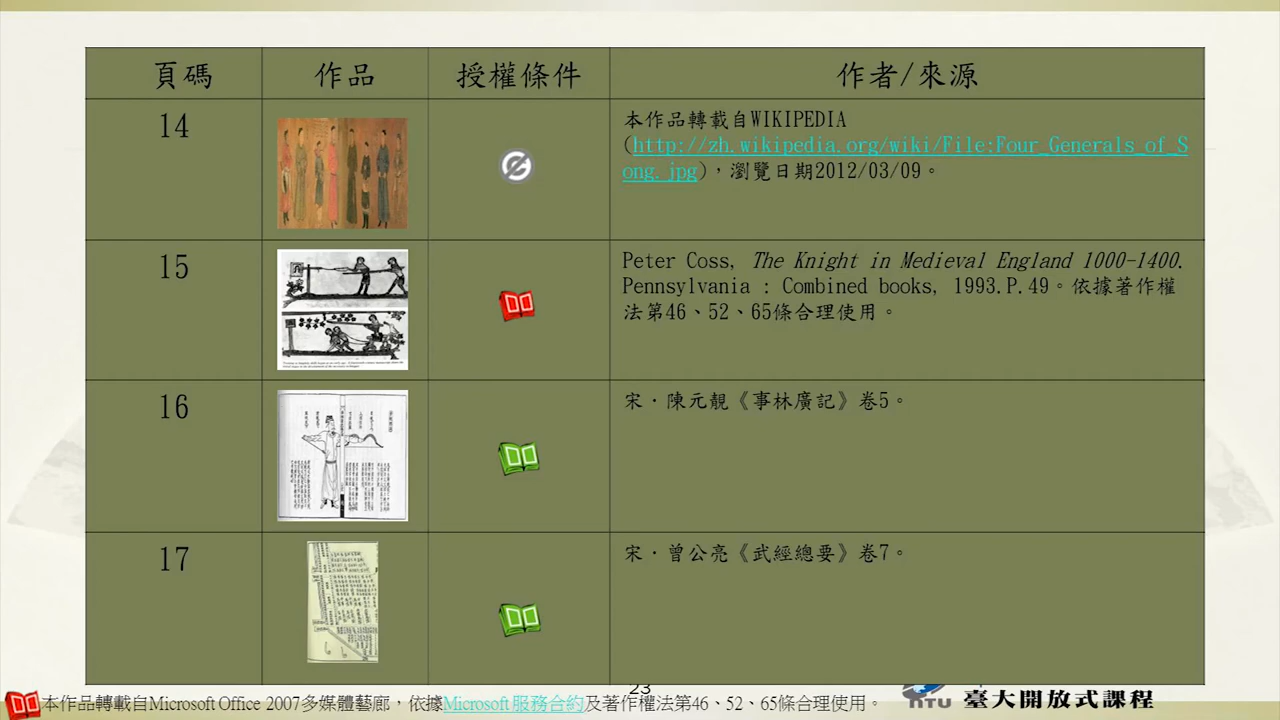 頁碼 作品 授權條件 作者/來源
14
本作品轉載自WIKIPEDIA
(http://zh.wikipedia.org/wiki/File:Four_Generals_of_S
ong.jpg)，瀏覽日期2012/03/09。
15
Peter Coss, The Knight in Medieval England 1000-1400.
Pennsylvania : Combined books, 1993.P.49。依據著作權
法第46、52、65條合理使用。
16
宋．陳元靚《事林廣記》卷5。
17
宋．曾公亮《武經總要》卷7。
23
本作品轉載自Microsoft Office 2007多媒體藝廊，依據Microsoft服務合約及著作權法第46、52、65條合理使用。
NTU 臺大開放式課程